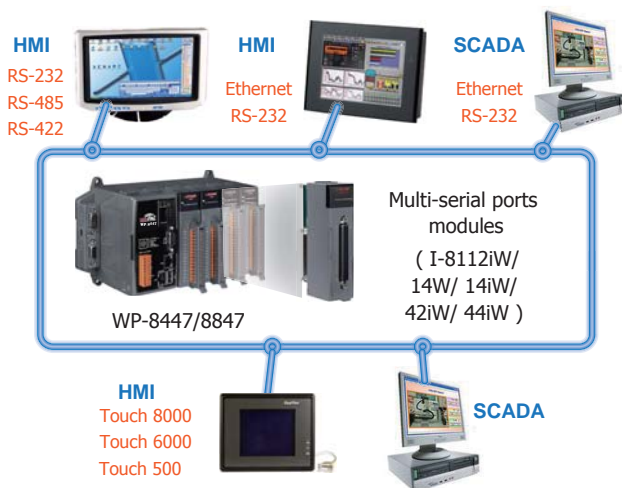 HMI
RS-232
RS-485
RS-422
HMI
Ethernet
RS-232
SCADA
Ethernet
RS-232
Multi-serial ports
modules
( I-8112iW/
14W/ 14iW/
42iW/ 44iW )
WP-8447/8847
HMI
Touch 8000
Touch 6000
Touch 500
SCADA